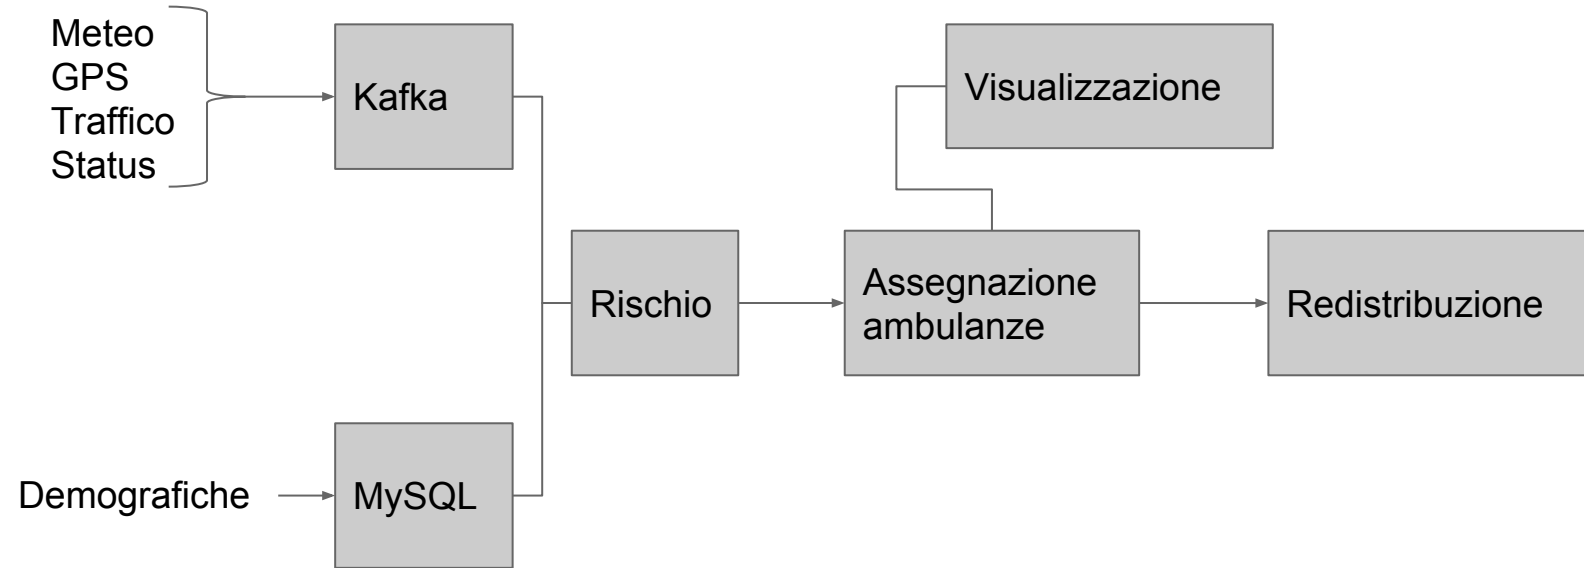 Meteo
GPS
Traffico
Status
Kafka
Visualizzazione
Rischio
Assegnazione
ambulanze
Redistribuzione
Demografiche
MySQL